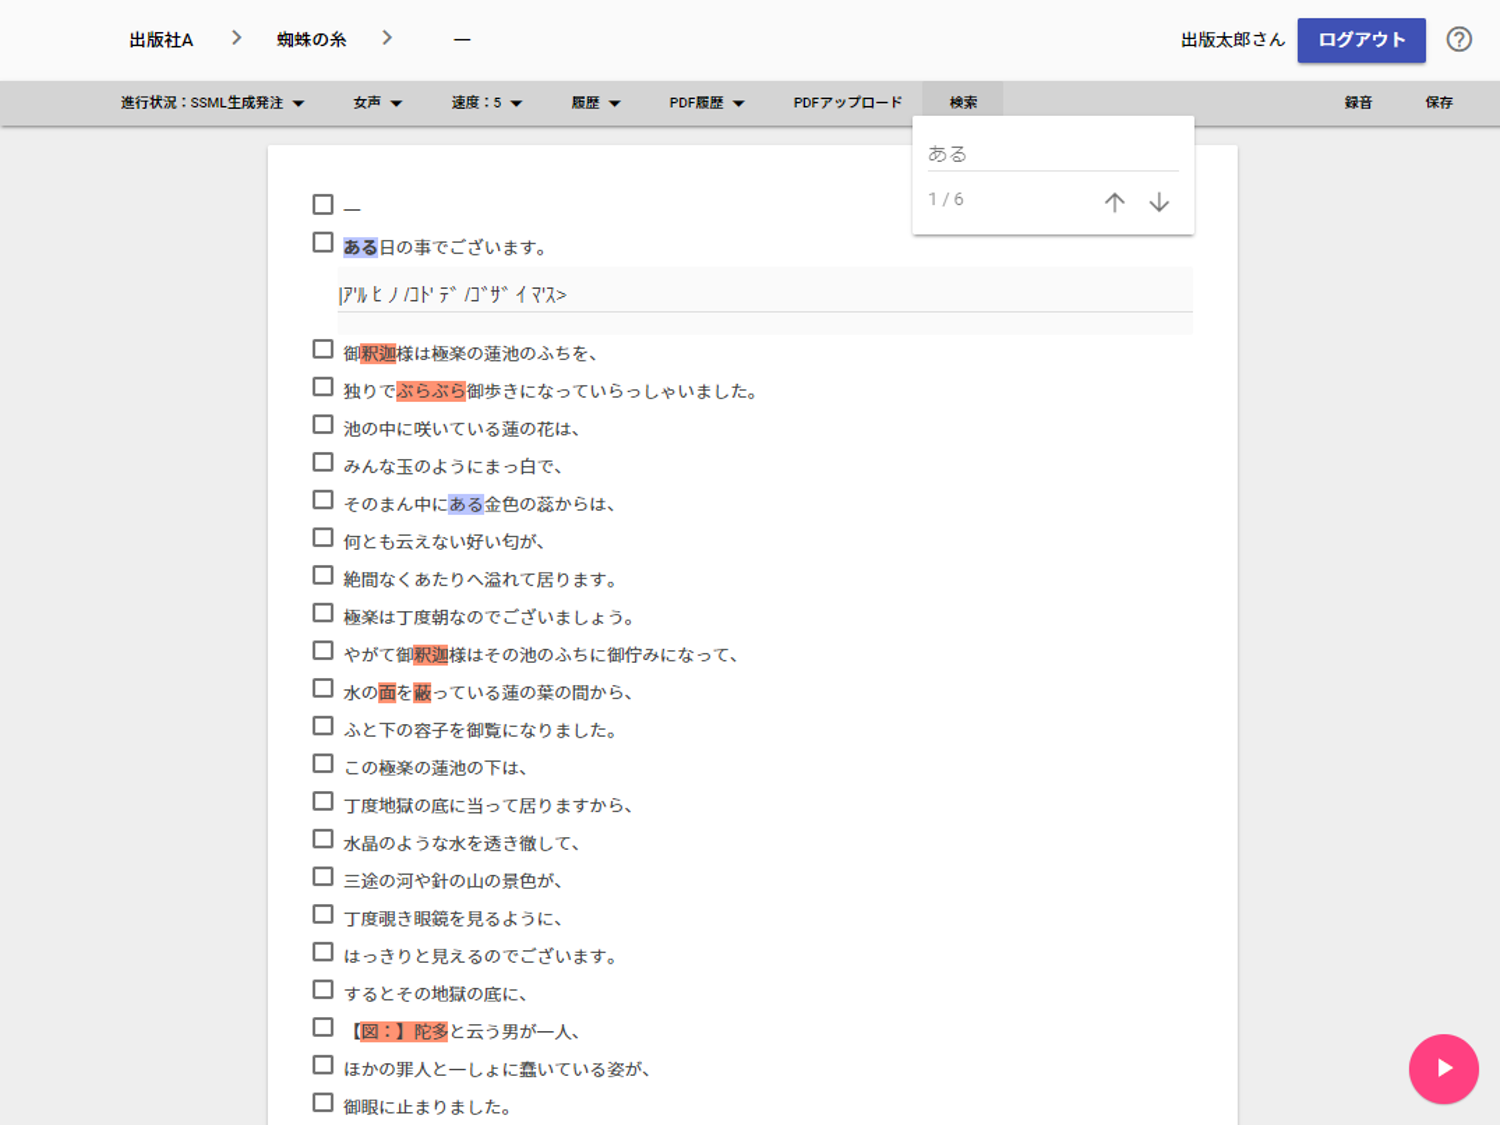 出版社A > 蜘蛛の糸 > 一
出版太郎さん ログアウト ?
進行状況：SSML生成発注 女声 速度：5 履歴 PDF履歴 PDFアップロード 検索 録音 保存
ある
1 / 6
一
ある日の事でございます。
|ｱ'ﾙ ﾋ ﾉ /ｺﾄ' ﾃﾞ /ｺﾞｻﾞ ｲ ﾏ'ｽ>
御釈迦様は極楽の蓮池のふちを、
独りでぶらぶら御歩きになっていらっしゃいました。
池の中に咲いている蓮の花は、
みんな玉のようにまっ白で、
そのまん中にある金色の蕊からは、
何とも云えない好い匂が、
絶間なくあたりへ溢れて居ります。
極楽は丁度朝なのでございましょう。
やがて御釈迦様はその池のふちに御佇みになって、
水の面を蔽っている蓮の葉の間から、
ふと下の容子を御覧になりました。
この極楽の蓮池の下は、
丁度地獄の底に当って居りますから、
水晶のような水を透き徹して、
三途の河や針の山の景色が、
丁度覗き眼鏡を見るように、
はっきりと見えるのでございます。
するとその地獄の底に、
【図：】陀多と云う男が一人、
ほかの罪人と一しょに蠢いている姿が、
御眼に止まりました。